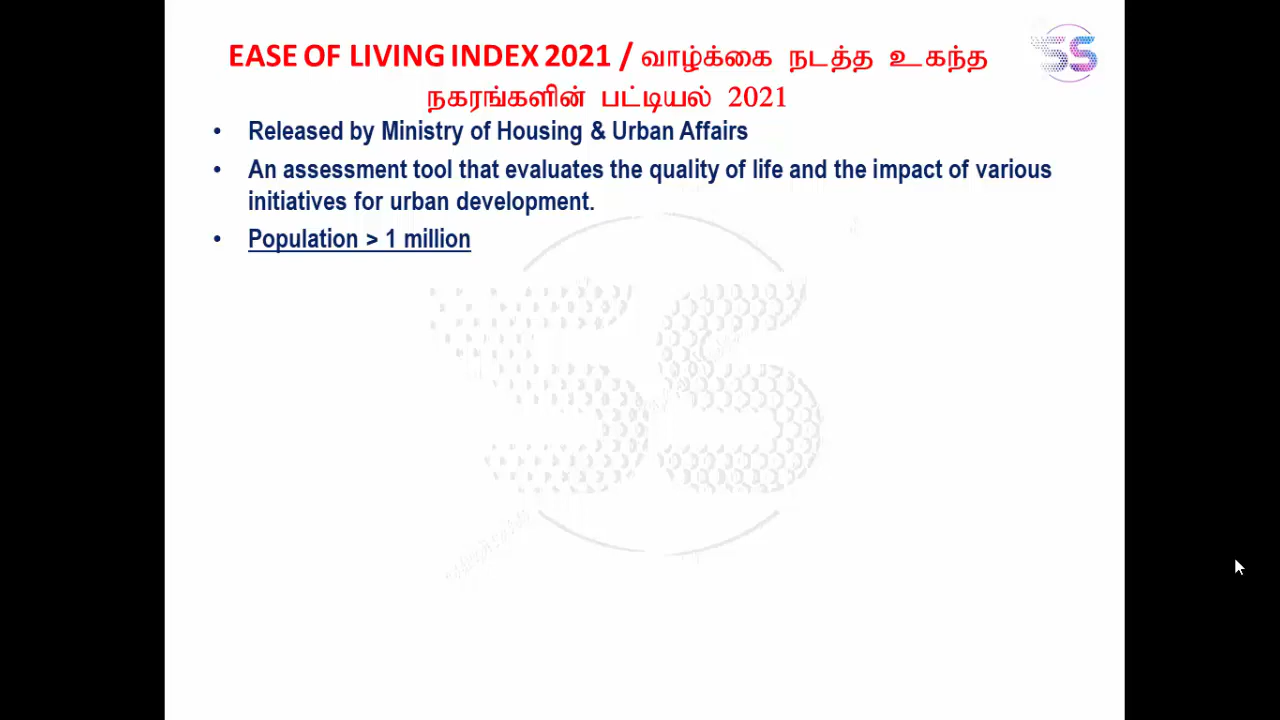 EASE OF LIVING INDEX 2021 / வாழ்க்கை நடத்த உகந்த
நகரங்களின் பட்டியல் 2021
• Released by Ministry of Housing & Urban Affairs
• An assessment tool that evaluates the quality of life and the impact of various
initiatives for urban development.
• Population > 1 million
SS